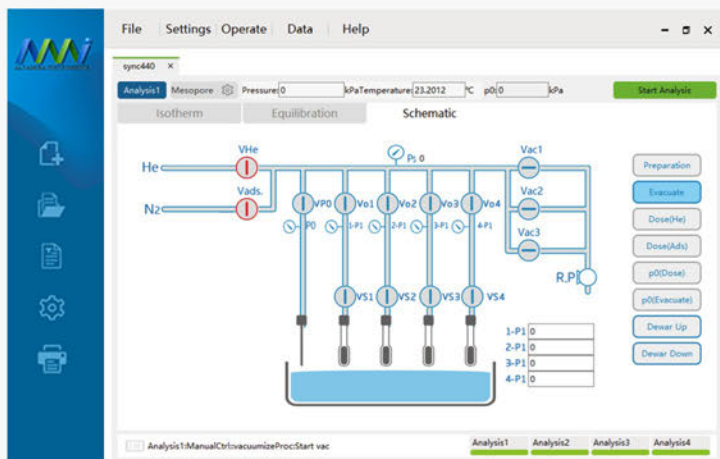 File Settings Operate Data Help
sync440 ×
Analysis1 Mesopore Pressure: 0 kPa Temperature: 23.2012 ℃ p0: 0 kPa Start Analysis
Isotherm Equilibration Schematic
He VHe Pj 0 Vac1
N2 Vads. Vac2
VP0 Vo1 Vo2 Vo3 Vo4
P0 1-P1 2-P1 3-P1 4-P1 Vac3
R.P
VS1 VS2 VS3 VS4
1-P1 0
2-P1 0
3-P1 0
4-P1 0
Preparation
Evacuate
Dose(He)
Dose(Ads)
p0(Dose)
p0(Evacuate)
Dewar Up
Dewar Down
Analysis1:ManualCtrl:vacuumizeProc:Start vac
Analysis1 Analysis2 Analysis3 Analysis4